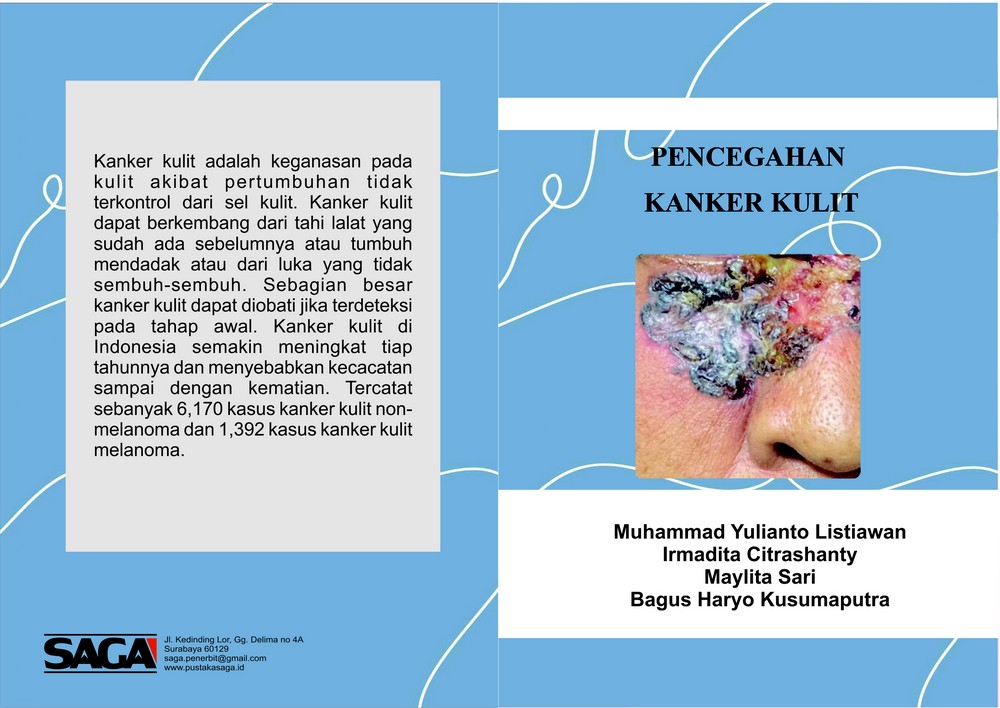 Kanker kulit adalah keganasan pada
kulit akibat pertumbuhan tidak
terkontrol dari sel kulit. Kanker kulit
dapat berkembang dari tahi lalat yang
sudah ada sebelumnya atau tumbuh
mendadak atau dari luka yang tidak
sembuh-sembuh. Sebagian besar
kanker kulit dapat diobati jika terdeteksi
pada tahap awal. Kanker kulit di
Indonesia semakin meningkat tiap
tahunnya dan menyebabkan kecacatan
sampai dengan kematian. Tercatat
sebanyak 6,170 kasus kanker kulit non-
melanoma dan 1,392 kasus kanker kulit
melanoma.
SAGA
Jl. Kedinding Lor, Gg. Delima no 4A
Surabaya 60129
saga.penerbit@gmail.com
www.pustakasaga.id
PENCEGAHAN
KANKER KULIT
Muhammad Yulianto Listiawan
Irmadita Citrashanty
Maylita Sari
Bagus Haryo Kusumaputra